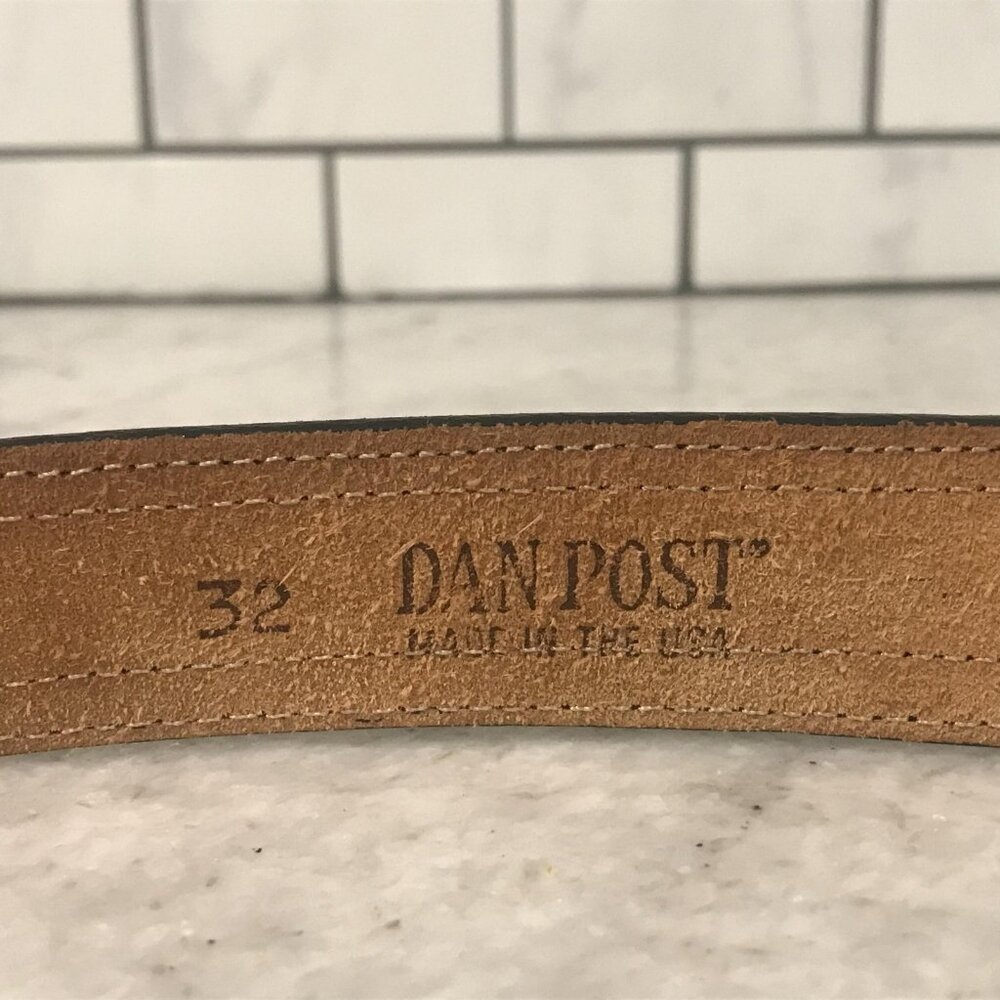 32
DAN POST®
MADE IN THE USA